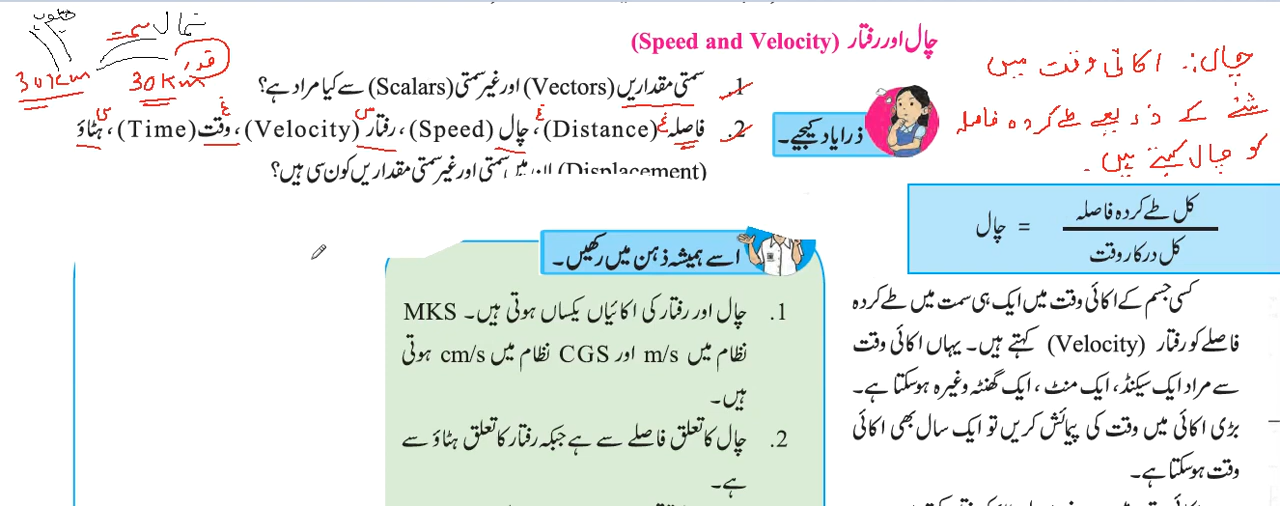 چال اور رفتار (Speed and Velocity)
شمال سمت
30 Km
30 Km
قدر
1. سمتی مقداریں (Vectors) اور غیر سمتی (Scalars) سے کیا مراد ہے؟
غ غ س غ س
2. فاصلہ (Distance)، چال (Speed)، رفتار (Velocity)، وقت (Time)، ہٹاؤ
(Displacement) ان میں سمتی اور غیر سمتی مقداریں کون سی ہیں؟
ذرا یاد کیجیے۔
چال:. اکائی وقت میں
شئے کے ذریعے طے کردہ فاصلہ
کو چال کہتے ہیں۔
چال = کل طے کردہ فاصلہ
کل درکار وقت
کسی جسم کے اکائی وقت میں ایک ہی سمت میں طے کردہ
فاصلے کو رفتار (Velocity) کہتے ہیں۔ یہاں اکائی وقت
سے مراد ایک سیکنڈ، ایک منٹ، ایک گھنٹہ وغیرہ ہوسکتا ہے۔
بڑی اکائی میں وقت کی پیمائش کریں تو ایک سال بھی اکائی
وقت ہوسکتا ہے۔
اسے ہمیشہ ذہن میں رکھیں۔
1. چال اور رفتار کی اکائیاں یکساں ہوتی ہیں۔ MKS
نظام میں m/s اور CGS نظام میں cm/s ہوتی
ہیں۔
2. چال کا تعلق فاصلے سے ہے جبکہ رفتار کا تعلق ہٹاؤ سے
ہے۔